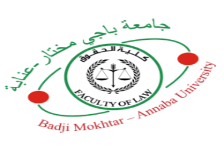 جامعة باجي مختار-عنابة
كلية الحقوق
FACULTY OF LAW
Badji Mokhtar – Annaba University